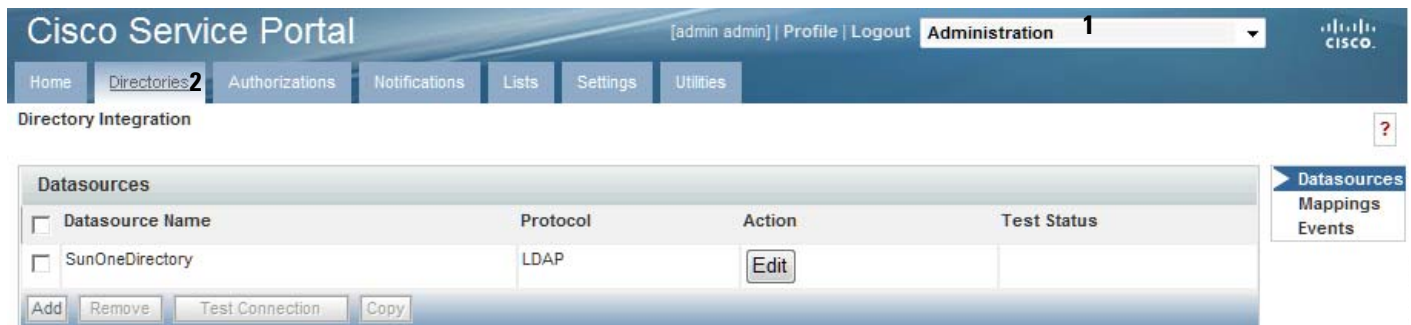 Cisco Service Portal
[admin admin] | Profile | Logout Administration 1
CISCO.
Home Directories 2 Authorizations Notifications Lists Settings Utilities
Directory Integration
?
Datasources
Datasource Name Protocol Action Test Status
SunOneDirectory LDAP Edit
Add Remove Test Connection Copy
Datasources
Mappings
Events